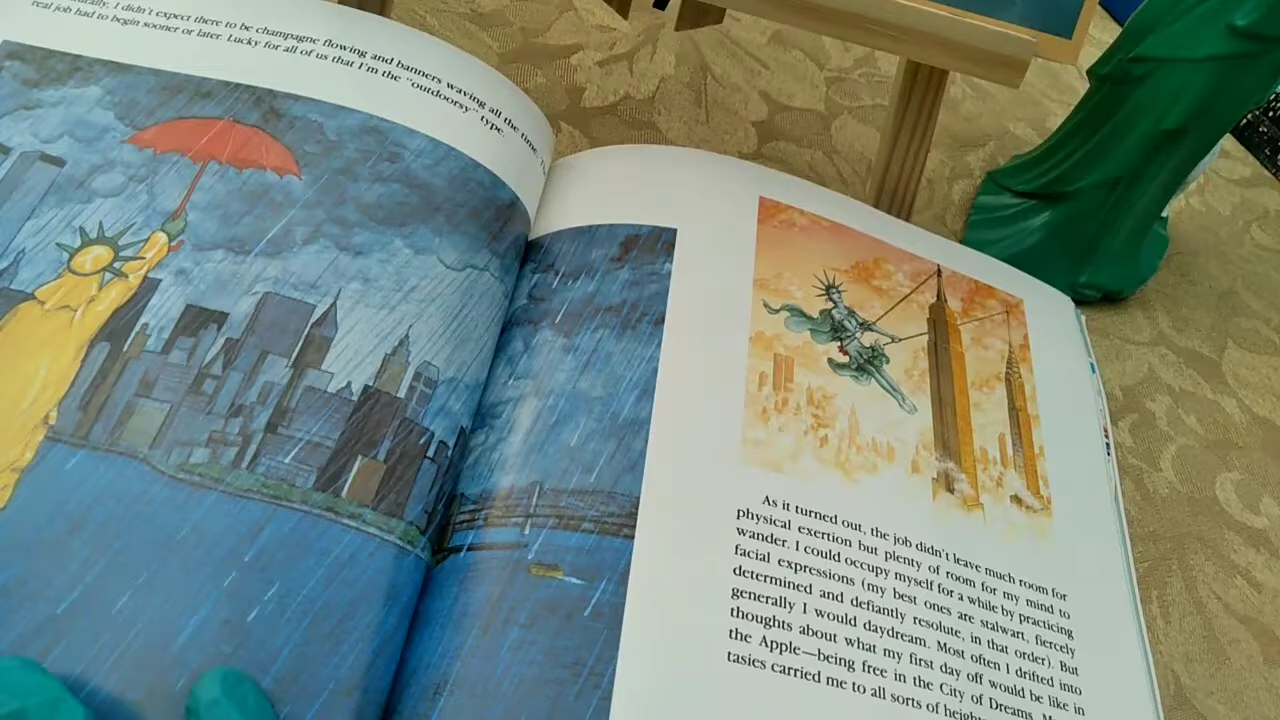 I didn't expect there to be champagne flowing and banners waving all the time.
real job had to begin sooner or later. Lucky for all of us that I'm the "outdoorsy" type.
As it turned out, the job didn't leave much room for
physical exertion but plenty of room for my mind to
wander. I could occupy myself for a while by practicing
facial expressions (my best ones are stalwart, fiercely
determined and defiantly resolute, in that order). But
generally I would daydream. Most often I drifted into
thoughts about what my first day off would be like in
the Apple—being free in the City of Dreams.
tasies carried me to all sorts of